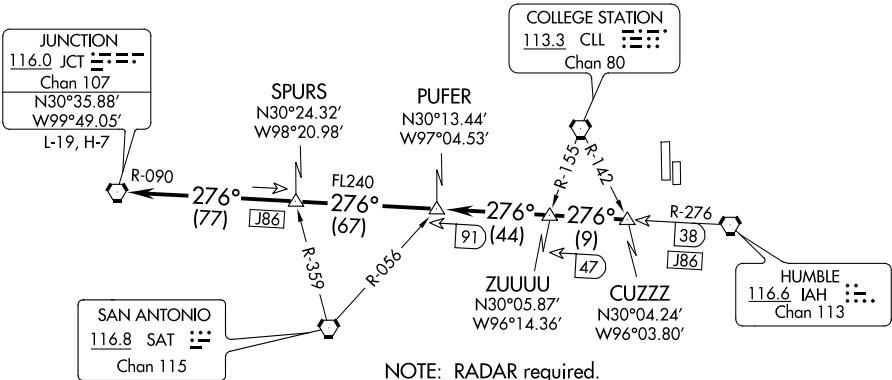 COLLEGE STATION
113.3 CLL
Chan 80
JUNCTION
116.0 JCT
Chan 107
N30°35.88’
W99°49.05’
L-19, H-7
SPURS
N30°24.32’
W98°20.98’
PUFER
N30°13.44’
W97°04.53’
R-155
R-142
R-090
276°
(77)
J86
FL240
276°
(67)
91
276°
(44)
276°
(9)
47
R-276
38
J86
R-359
R-056
ZUUUU
N30°05.87’
W96°14.36’
CUZZZ
N30°04.24’
W96°03.80’
HUMBLE
116.6 IAH
Chan 113
SAN ANTONIO
116.8 SAT
Chan 115
NOTE: RADAR required.